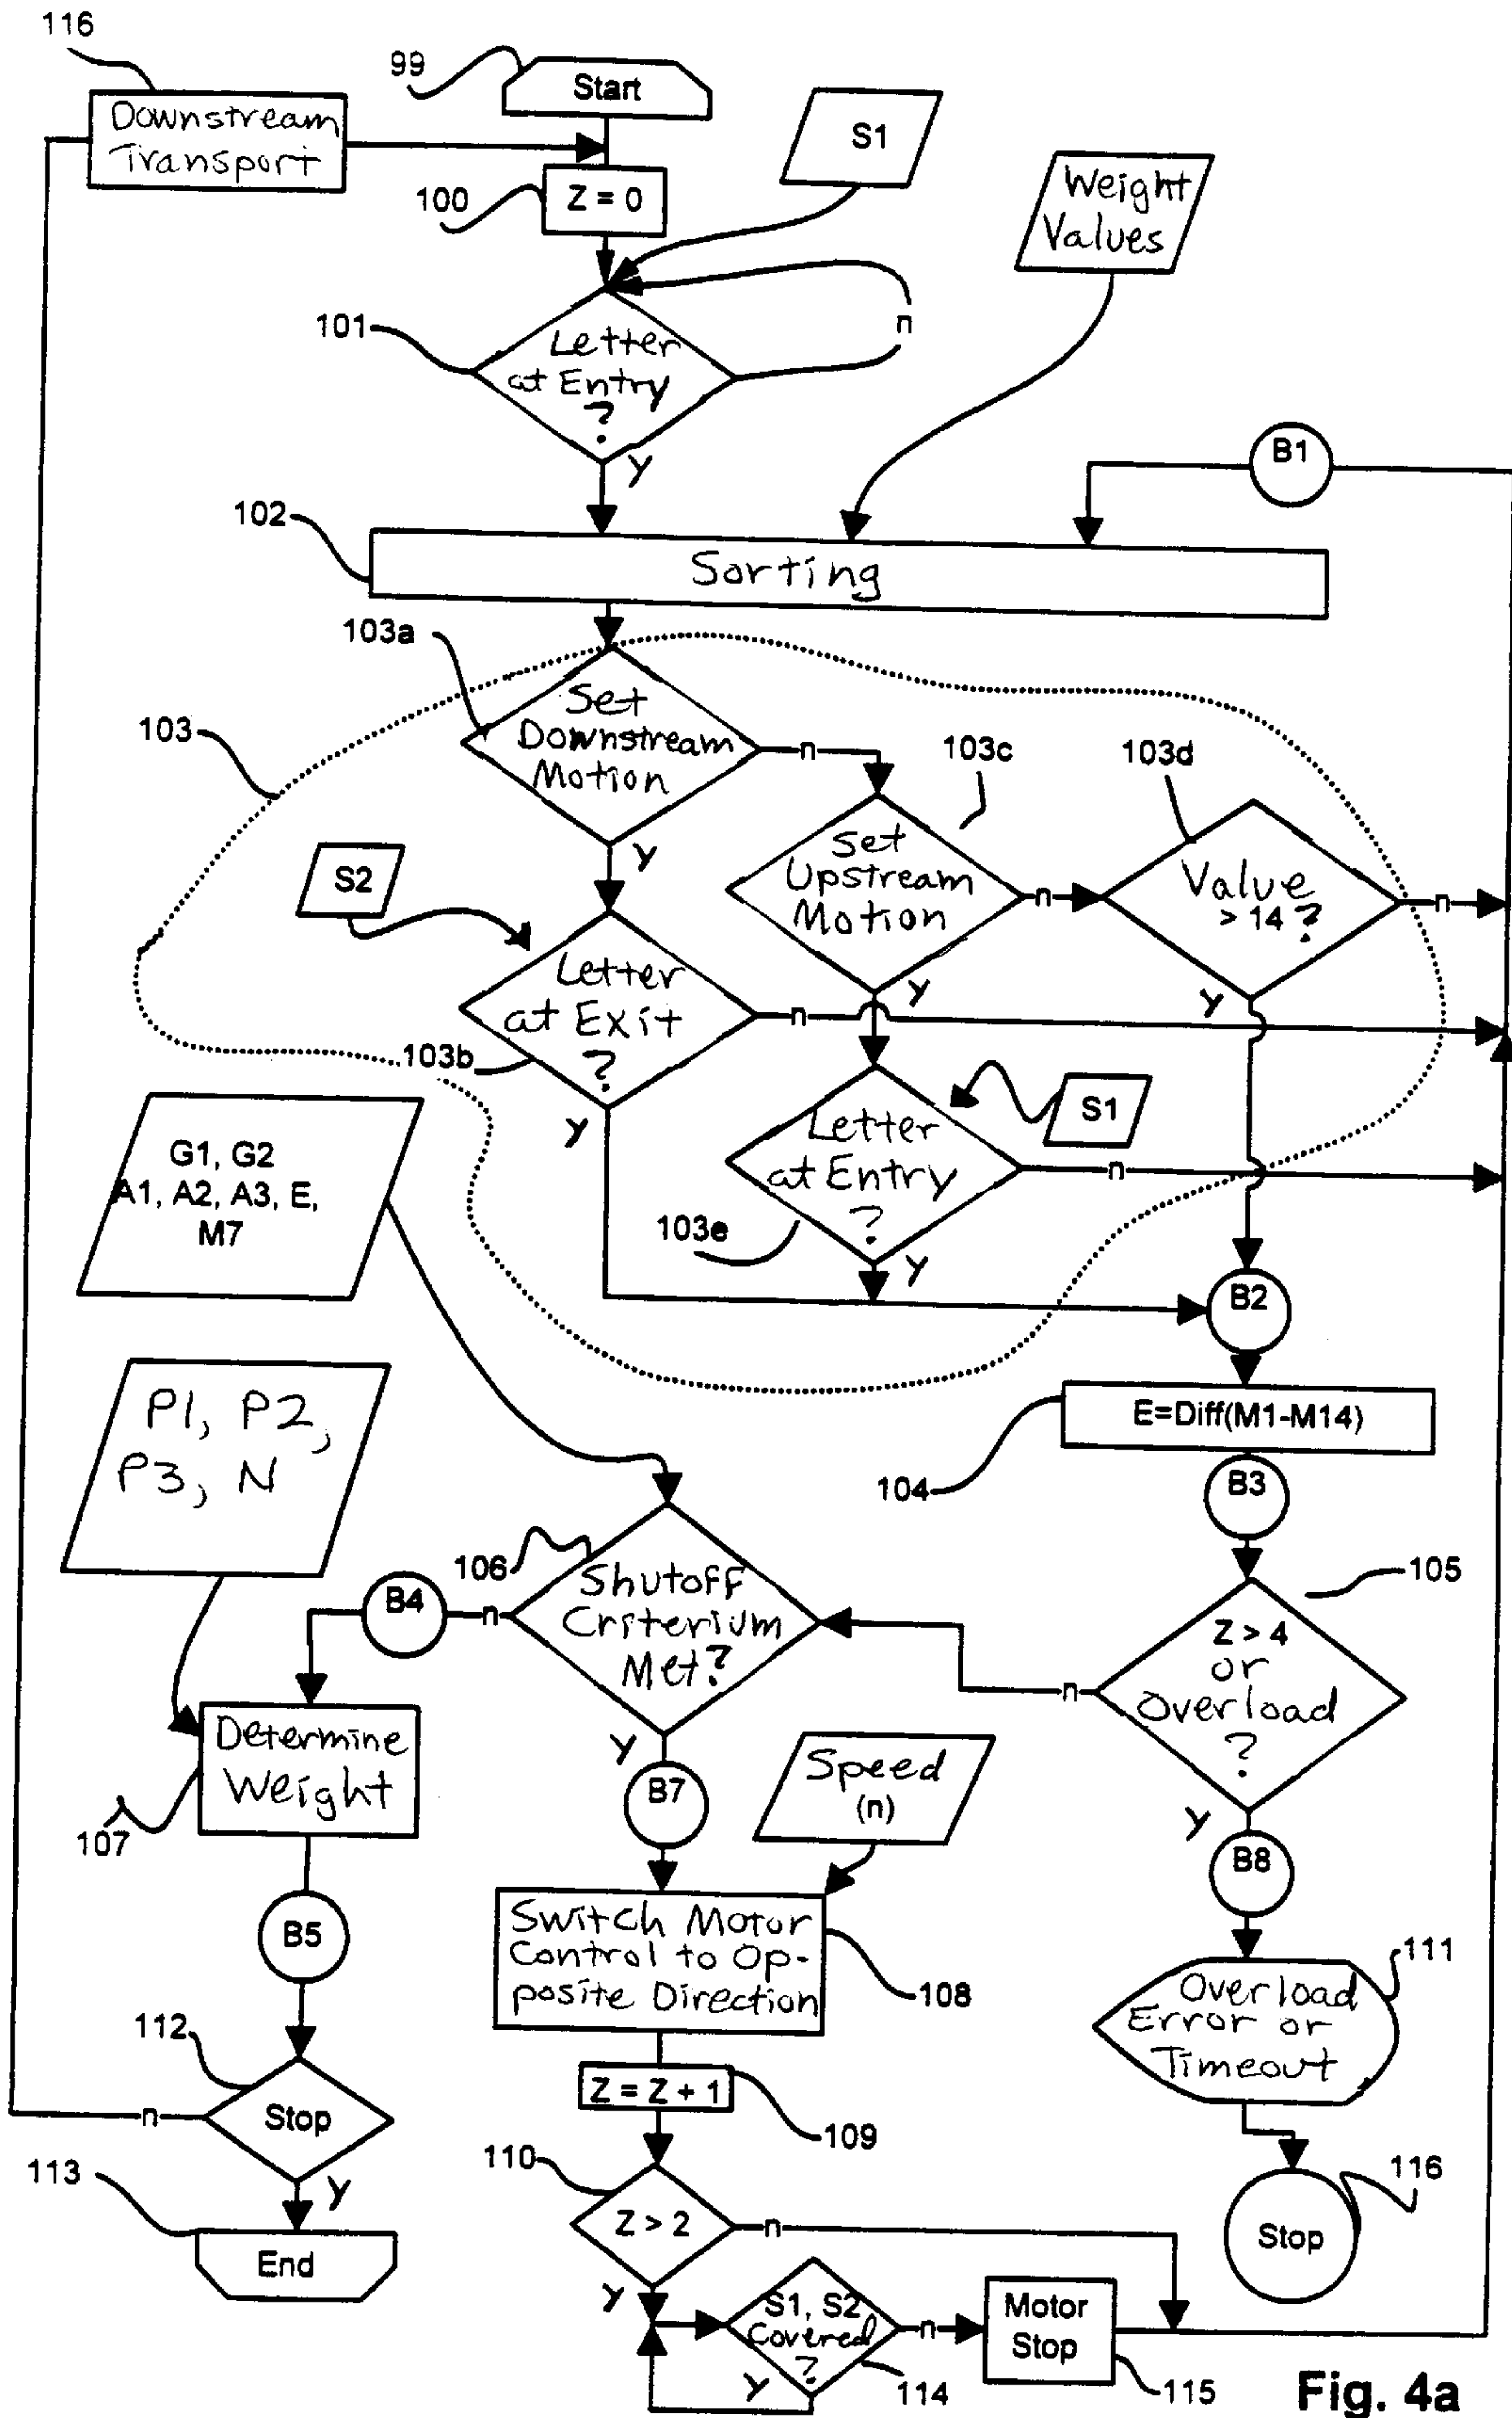 116
99
Start
Downstream
Transport
S1
100
Z = 0
Weight
Values
101
Letter
at Entry
?
n
y
B1
102
Sorting
103a
103
Set
Downstream
Motion
n
103c
103d
y
S2
Set
Upstream
Motion
n
Value
> 14 ?
n
Letter
at Exit
?
103b
n
y
y
y
S1
Letter
at Entry
?
n
103e
y
G1, G2
A1, A2, A3, E,
M7
B2
P1, P2,
P3, N
104
E=Diff(M1-M14)
B3
106
Shutoff
Criterium
Met?
B4
n
105
Z > 4
or
Overload
?
n
y
Determine
Weight
107
y
B7
Speed
(n)
B8
B5
Switch Motor
Control to Op-
posite Direction
108
111
Overload
Error or
Timeout
112
Stop
n
y
Z = Z + 1
109
113
End
110
Z > 2
n
y
116
Stop
S1, S2
Covered
?
n
y
114
Motor
Stop
115
Fig. 4a